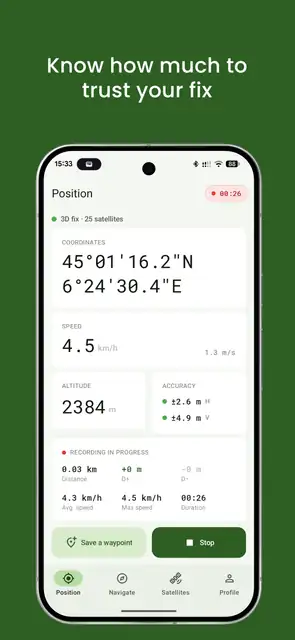 Know how much to
trust your fix
15:33
88
Position
00:26
3D fix · 25 satellites
COORDINATES
45°01'16.2"N
6°24'30.4"E
SPEED
4.5 km/h
1.3 m/s
ALTITUDE
2384 m
ACCURACY
±2.6 m H
±4.9 m V
RECORDING IN PROGRESS
0.03 km +0 m −0 m
Distance D+ D-
4.3 km/h 4.5 km/h 00:26
Avg. speed Max speed Duration
Save a waypoint
Stop
Position Navigate Satellites Profile